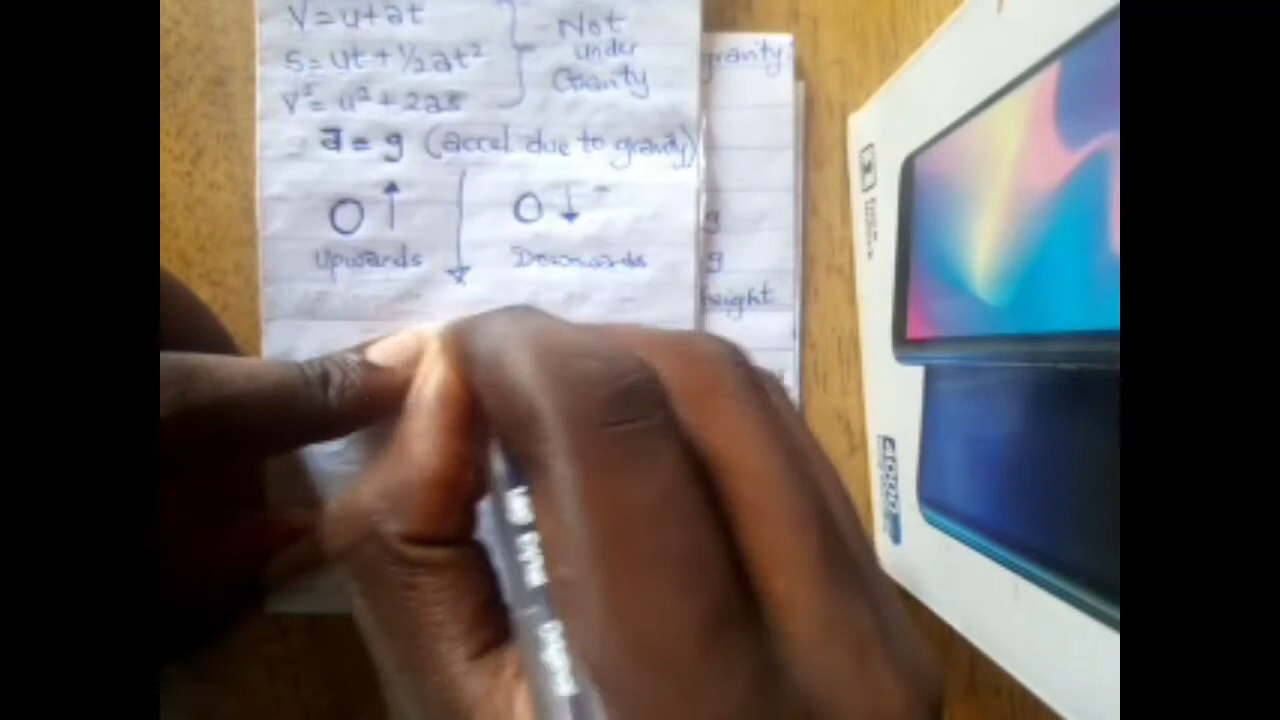 V=u+at
S=ut+½at²
V²=u²+2as
Not
under
Gravity
a=g (accel due to gravity)
Upwards
Downwards
gravity:
g
g
height